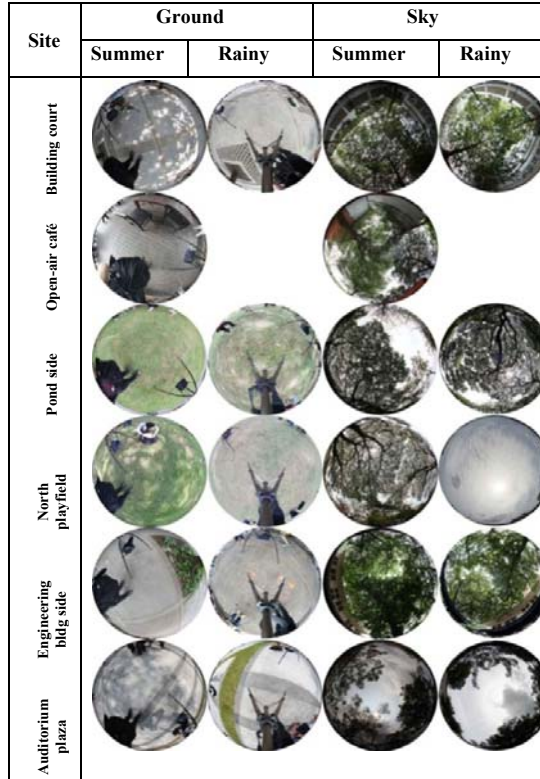 Site
Ground
Sky
Summer
Rainy
Summer
Rainy
Building court
Open-air café
Pond side
North
playfield
Engineering
bldg side
Auditorium
plaza